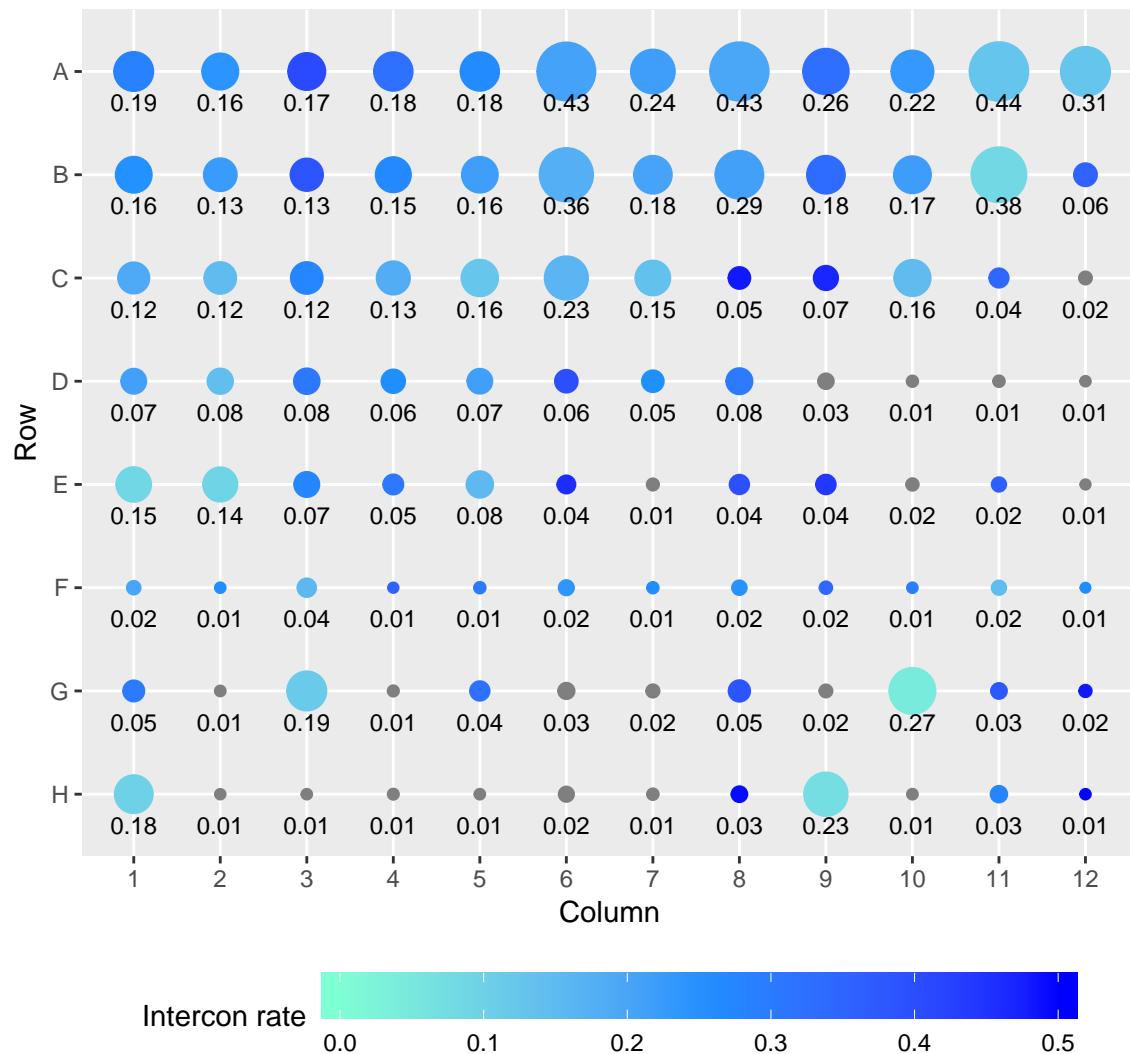 A
0.19 0.16 0.17 0.18 0.18 0.43 0.24 0.43 0.26 0.22 0.44 0.31
B
0.16 0.13 0.13 0.15 0.16 0.36 0.18 0.29 0.18 0.17 0.38 0.06
C
0.12 0.12 0.12 0.13 0.16 0.23 0.15 0.05 0.07 0.16 0.04 0.02
D
0.07 0.08 0.08 0.06 0.07 0.06 0.05 0.08 0.03 0.01 0.01 0.01
Row
E
0.15 0.14 0.07 0.05 0.08 0.04 0.01 0.04 0.04 0.02 0.02 0.01
F
0.02 0.01 0.04 0.01 0.01 0.02 0.01 0.02 0.02 0.01 0.02 0.01
G
0.05 0.01 0.19 0.01 0.04 0.03 0.02 0.05 0.02 0.27 0.03 0.02
H
0.18 0.01 0.01 0.01 0.01 0.02 0.01 0.03 0.23 0.01 0.03 0.01
1 2 3 4 5 6 7 8 9 10 11 12
Column
Intercon rate
0.0 0.1 0.2 0.3 0.4 0.5